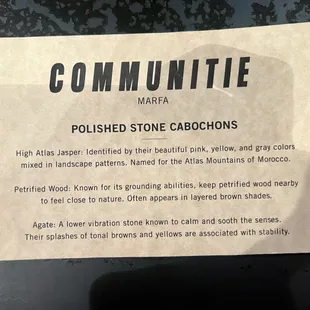 COMMUNITIE
MARFA
POLISHED STONE CABOCHONS
High Atlas Jasper: Identified by their beautiful pink, yellow, and gray colors
mixed in landscape patterns. Named for the Atlas Mountains of Morocco.
Petrified Wood: Known for its grounding abilities, keep petrified wood nearby
to feel close to nature. Often appears in layered brown shades.
Agate: A lower vibration stone known to calm and sooth the senses.
Their splashes of tonal browns and yellows are associated with stability.